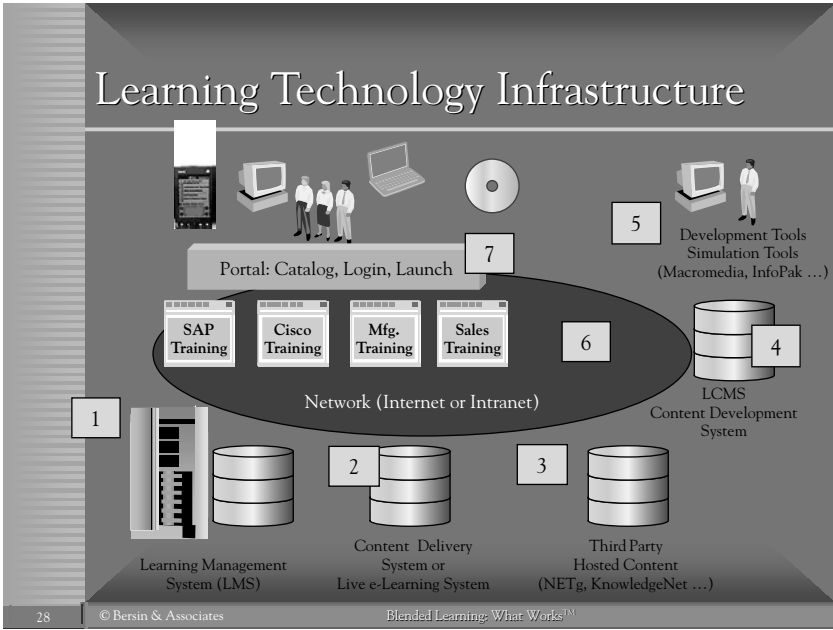 Learning Technology Infrastructure
5
Development Tools
Simulation Tools
(Macromedia, InfoPak ...)
7
Portal: Catalog, Login, Launch
SAP
Training
Cisco
Training
Mfg.
Training
Sales
Training
6
4
Network (Internet or Intranet)
LCMS
Content Development
System
1
2
3
Learning Management
System (LMS)
Content Delivery
System or
Live e-Learning System
Third Party
Hosted Content
(NETg, KnowledgeNet ...)
28
© Bersin & Associates
Blended Learning: What Works™